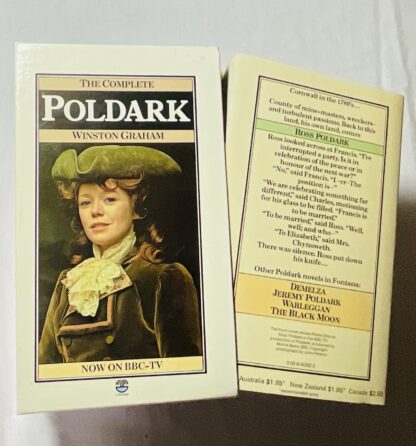 THE COMPLETE
POLDARK
WINSTON GRAHAM
NOW ON BBC-TV
Cornwall in the 1780's...
County of mine-masters, wreckers—
and turbulent passions. Back to this
land, his own land, comes
ROSS POLDARK
Ross looked across at Francis. "I've
interrupted a party. Is it in
celebration of the peace or in
honour of the next war?"
"No," said Francis. "I–er–The
position is—"
"We are celebrating something far
different," said Charles, motioning
for his glass to be filled. "Francis is
to be married."
"To be married," said Ross. "Well,
well; and who—"
"To Elizabeth," said Mrs.
Chynoweth.
There was silence. Ross put down
his knife...
Other Poldark novels in Fontana:
DEMELZA
JEREMY POLDARK
WARLEGGAN
THE BLACK MOON
Australia $1.95* New Zealand $1.95* Canada $2.50